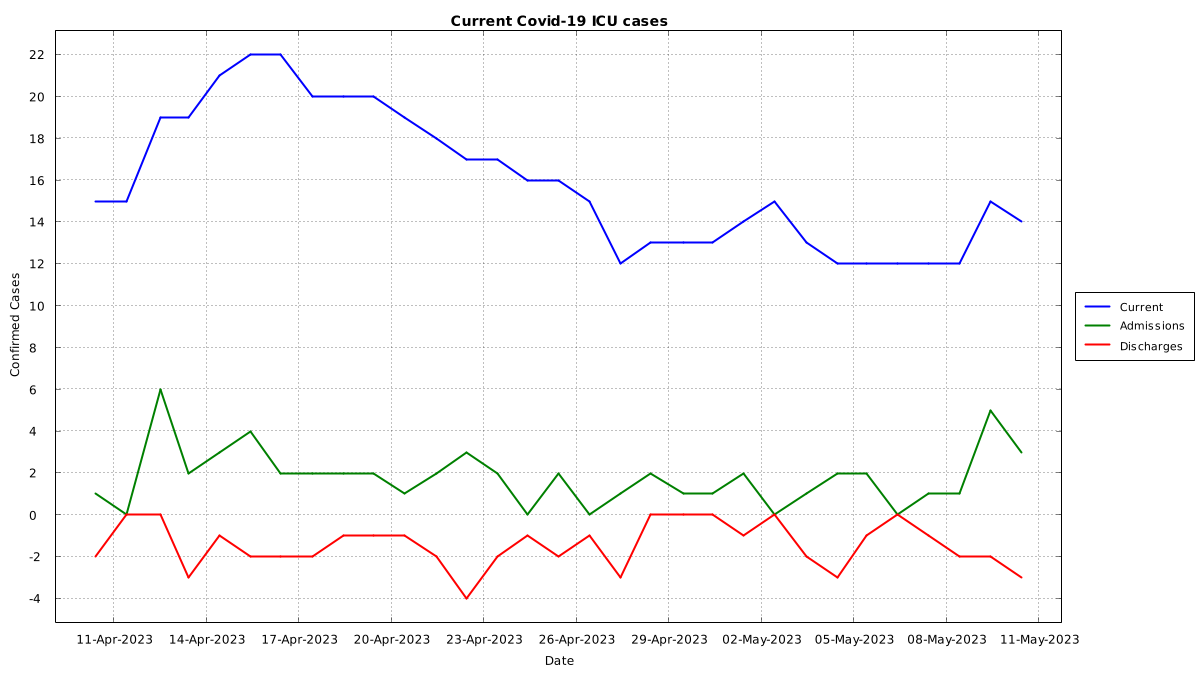 Current Covid-19 ICU cases
22
20
18
16
14
12
10
8
6
4
2
0
-2
-4
Confirmed Cases
11-Apr-2023 14-Apr-2023 17-Apr-2023 20-Apr-2023 23-Apr-2023 26-Apr-2023 29-Apr-2023 02-May-2023 05-May-2023 08-May-2023 11-May-2023
Date
Current
Admissions
Discharges